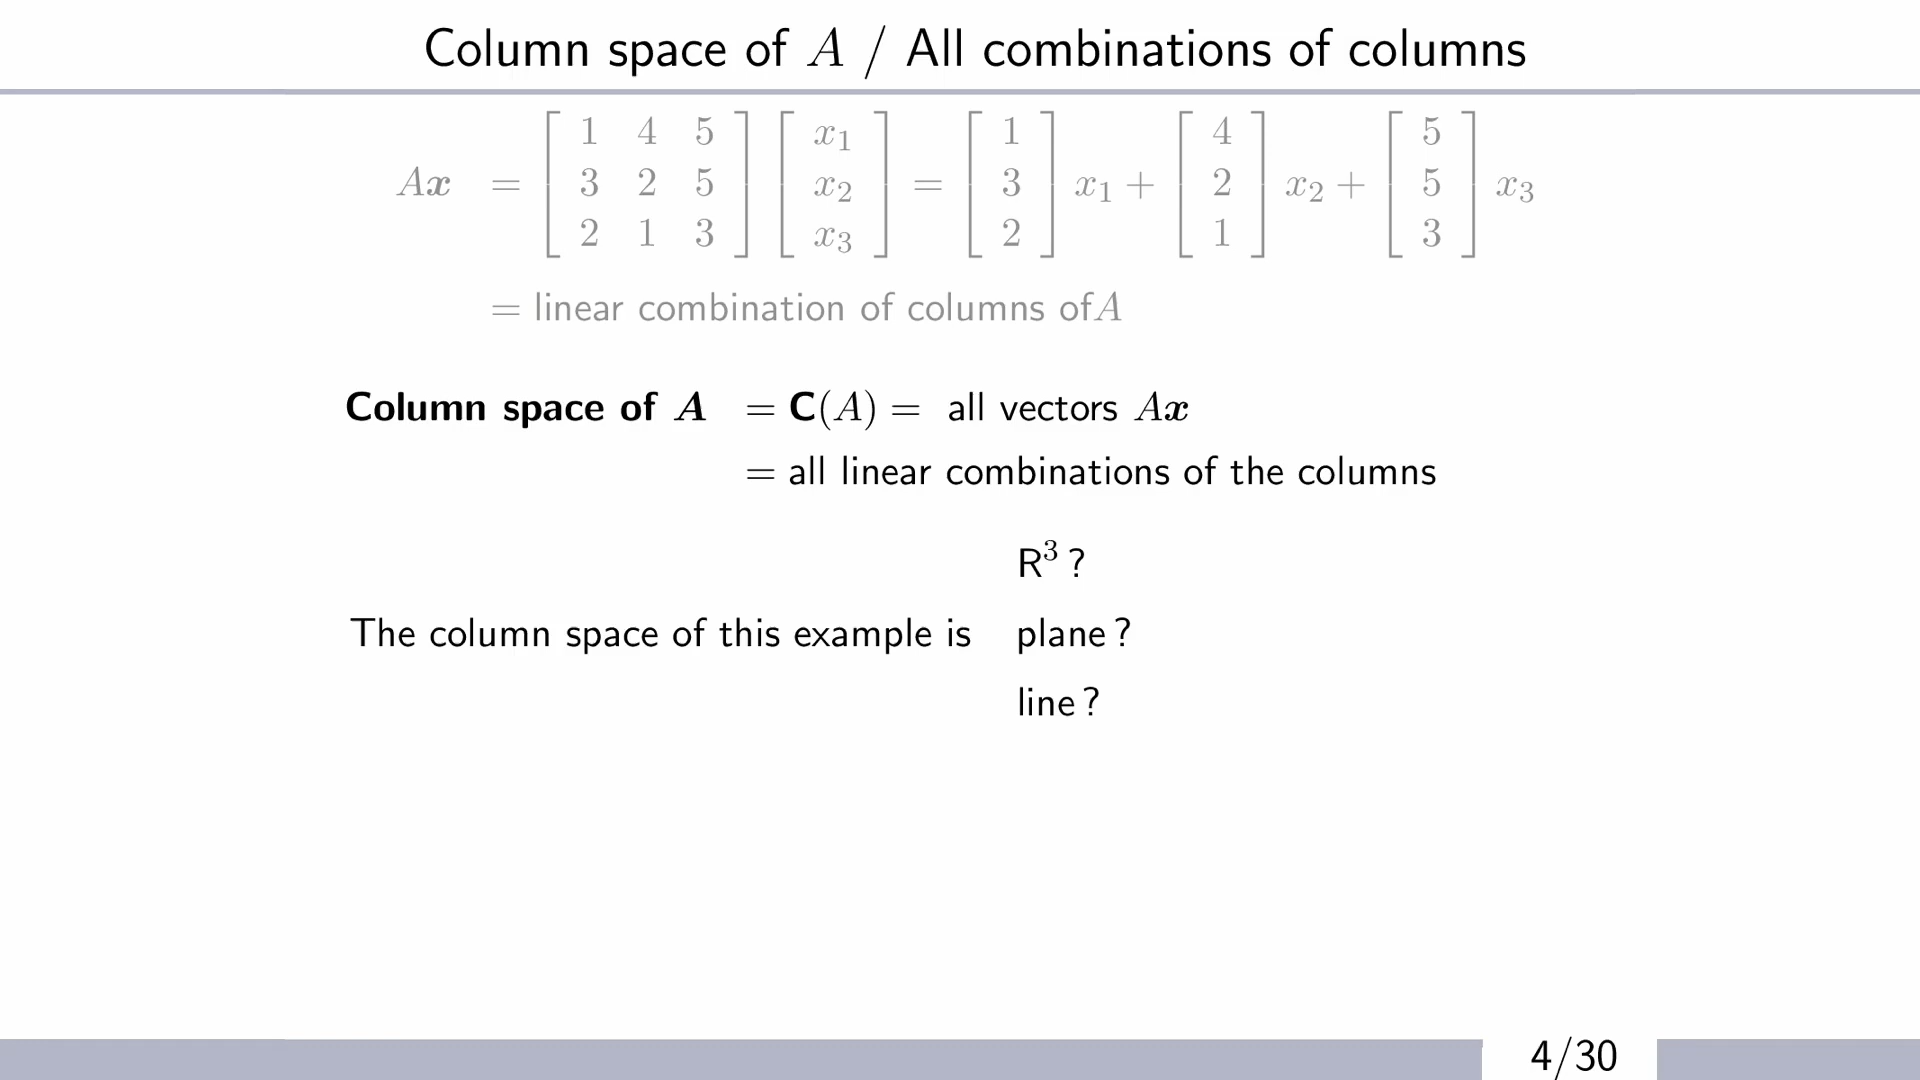 Column space of A / All combinations of columns
Ax = [ 1 4 5 ; 3 2 5 ; 2 1 3 ] [ x₁ ; x₂ ; x₃ ] = [ 1 ; 3 ; 2 ] x₁ + [ 4 ; 2 ; 1 ] x₂ + [ 5 ; 5 ; 3 ] x₃
= linear combination of columns ofA
Column space of A = C(A) = all vectors Ax
= all linear combinations of the columns
R³ ?
The column space of this example is plane ?
line ?
4/30